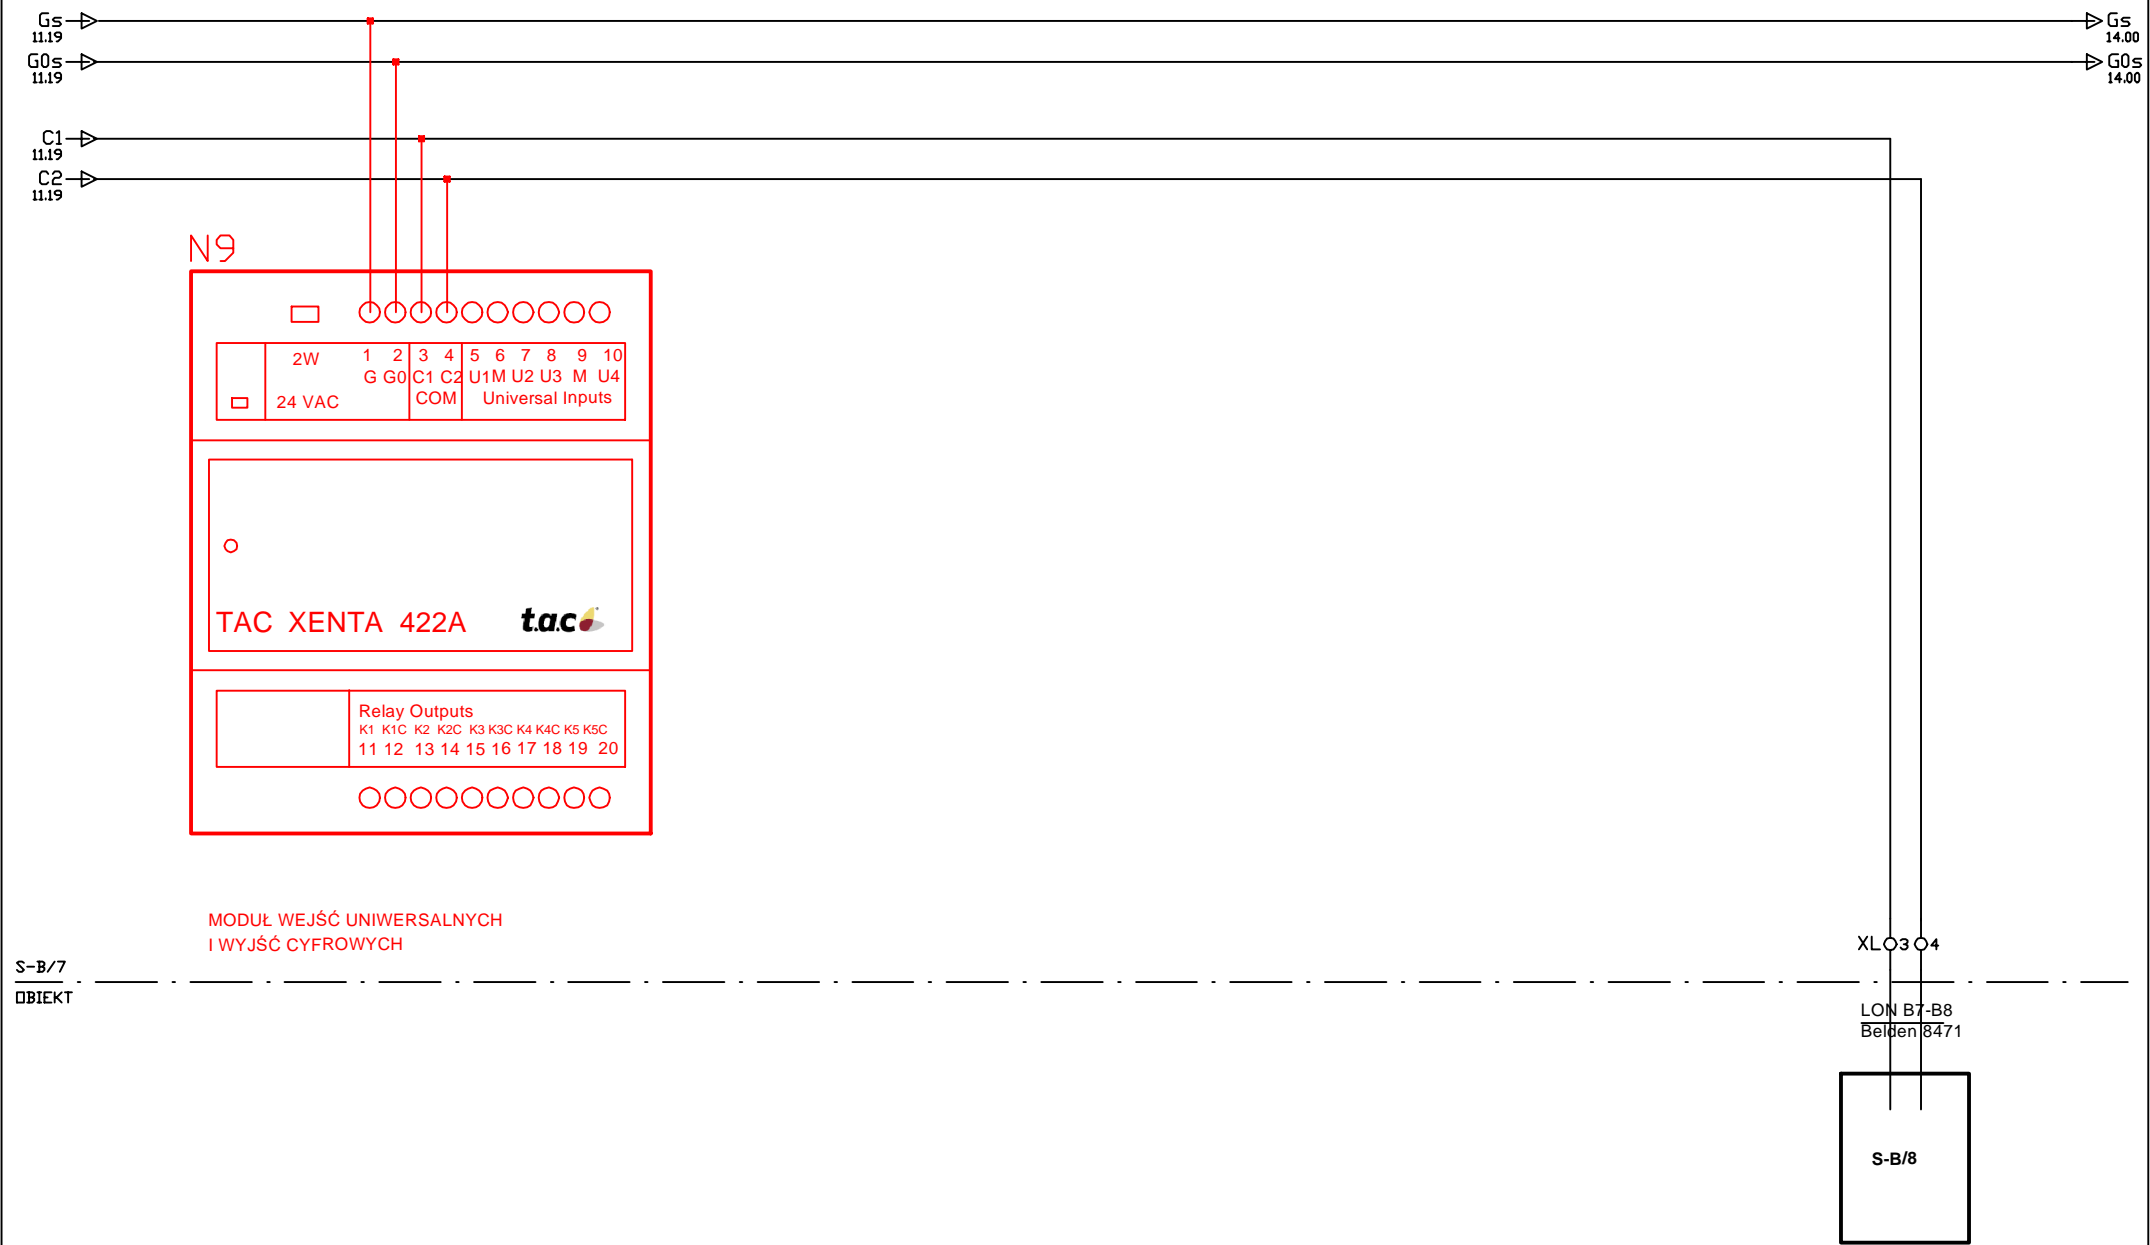 Gs
11.19
G0s
11.19
C1
11.19
C2
11.19
Gs
14.00
G0s
14.00
N9
2W
1 2 3 4 5 6 7 8 9 10
G G0 C1 C2 U1 M U2 U3 M U4
24 VAC COM Universal Inputs
TAC XENTA 422A t.a.c
Relay Outputs
K1 K1C K2 K2C K3 K3C K4 K4C K5 K5C
11 12 13 14 15 16 17 18 19 20
MODUŁ WEJŚĆ UNIWERSALNYCH
I WYJŚĆ CYFROWYCH
XL 3 4
S-B/7
OBIEKT
LON B7-B8
Belden 8471
S-B/8